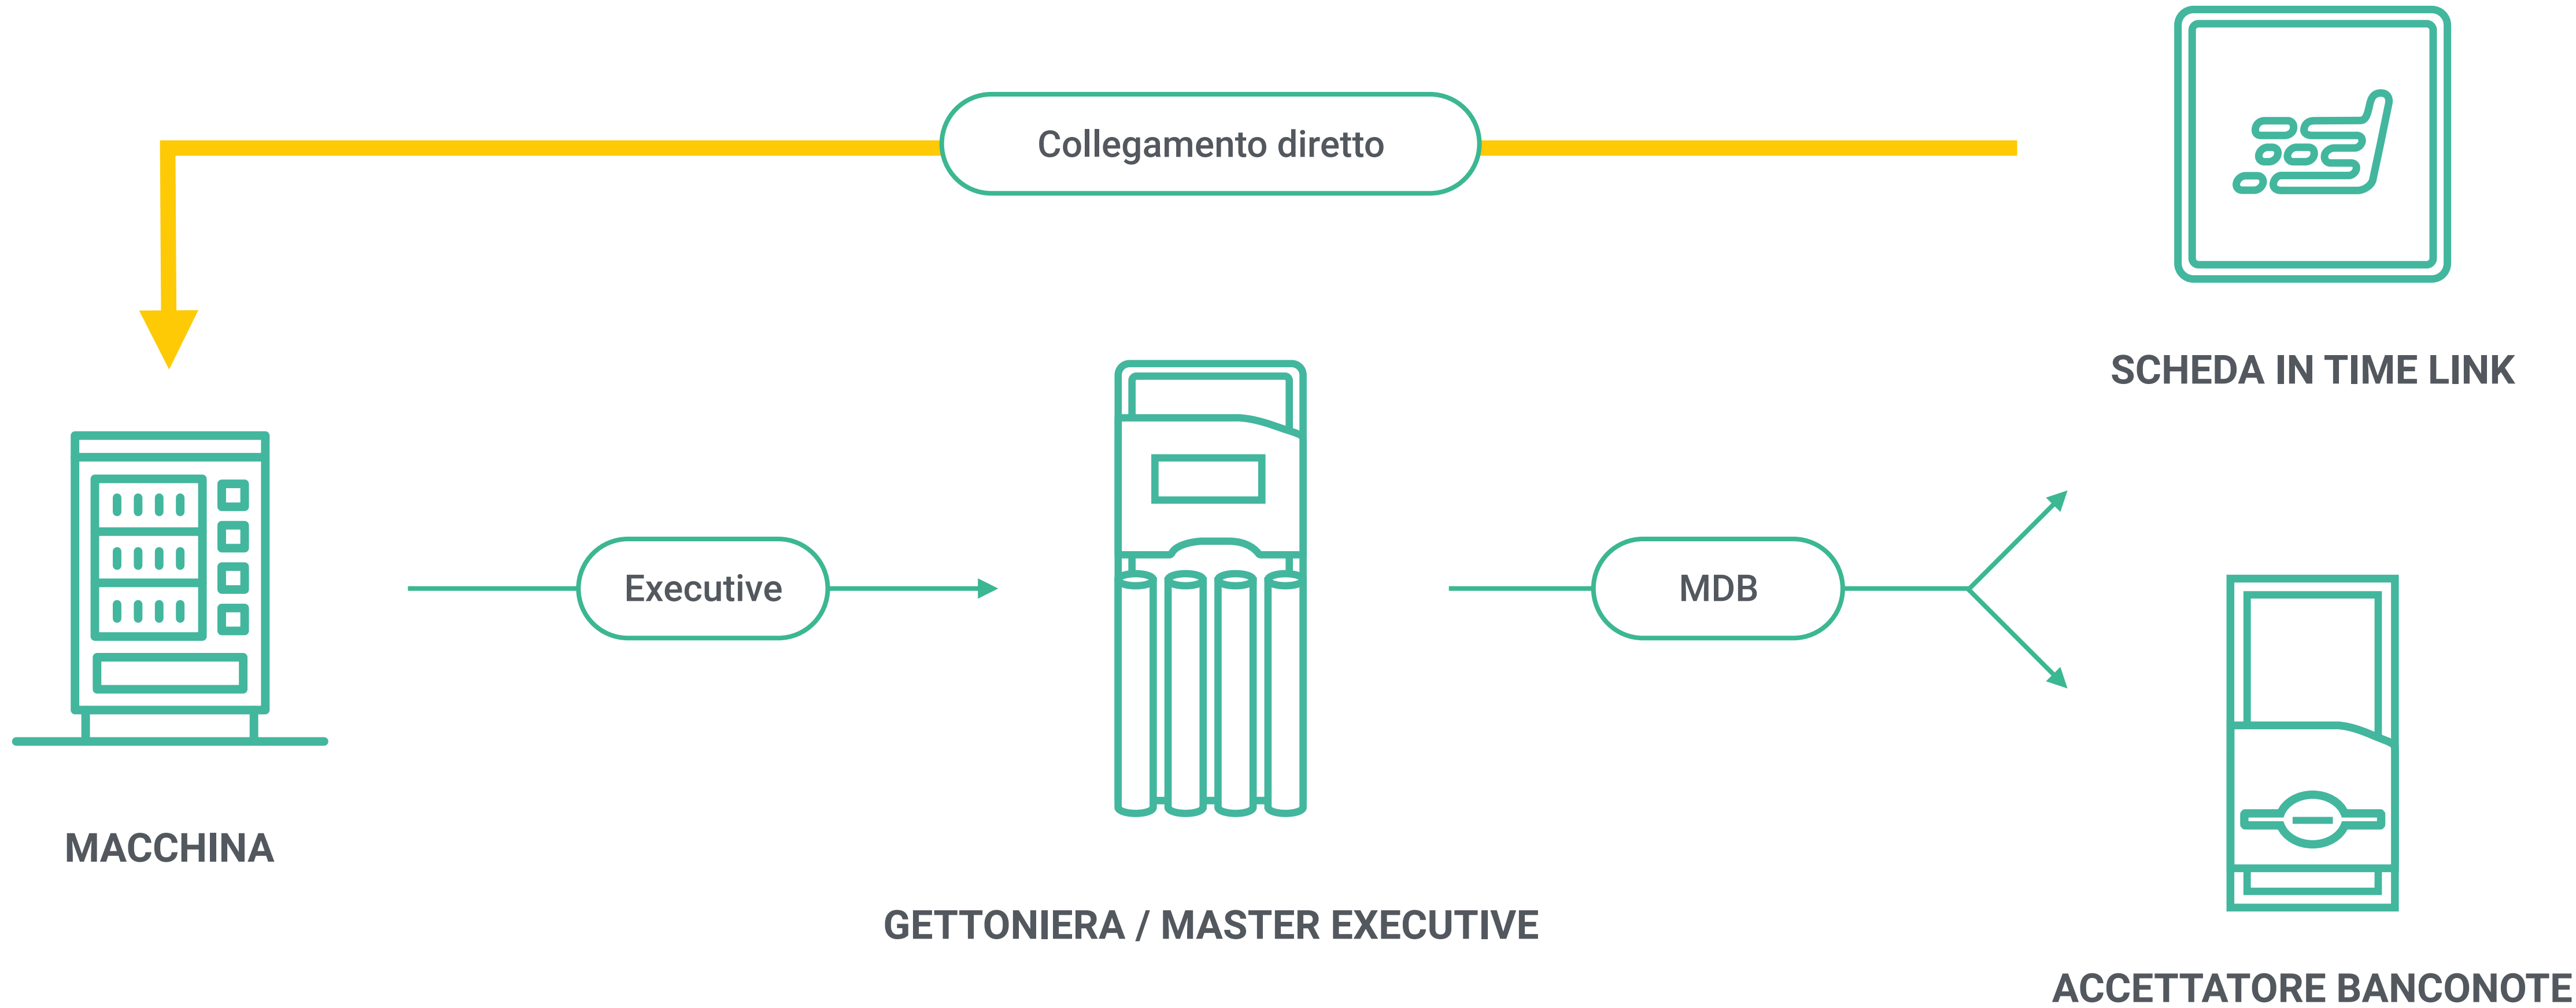 Collegamento diretto
SCHEDA IN TIME LINK
Executive
MDB
MACCHINA
GETTONIERA / MASTER EXECUTIVE
ACCETTATORE BANCONOTE